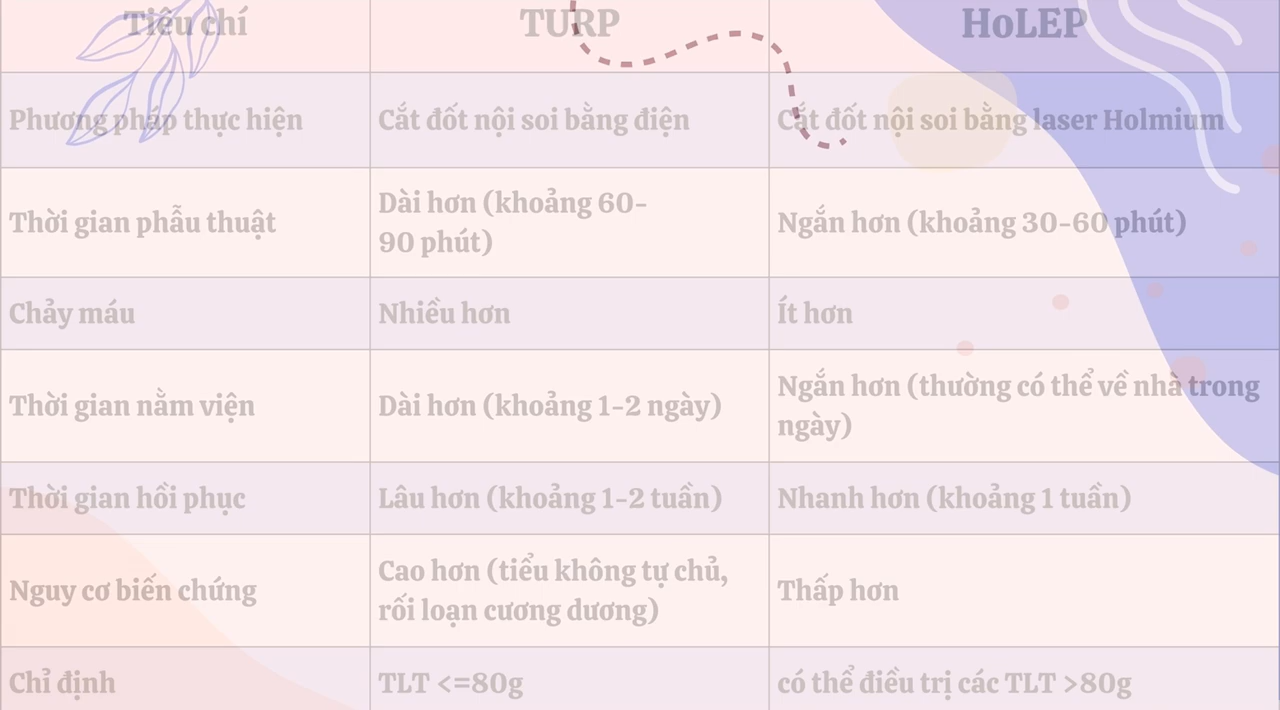 Tiêu chí TURP HoLEP
Phương pháp thực hiện Cắt đốt nội soi bằng điện Cắt đốt nội soi bằng laser Holmium
Thời gian phẫu thuật Dài hơn (khoảng 60-
90 phút) Ngắn hơn (khoảng 30-60 phút)
Chảy máu Nhiều hơn Ít hơn
Thời gian nằm viện Dài hơn (khoảng 1-2 ngày) Ngắn hơn (thường có thể về nhà trong
ngày)
Thời gian hồi phục Lâu hơn (khoảng 1-2 tuần) Nhanh hơn (khoảng 1 tuần)
Nguy cơ biến chứng Cao hơn (tiểu không tự chủ,
rối loạn cương dương) Thấp hơn
Chỉ định TLT <=80g có thể điều trị các TLT >80g